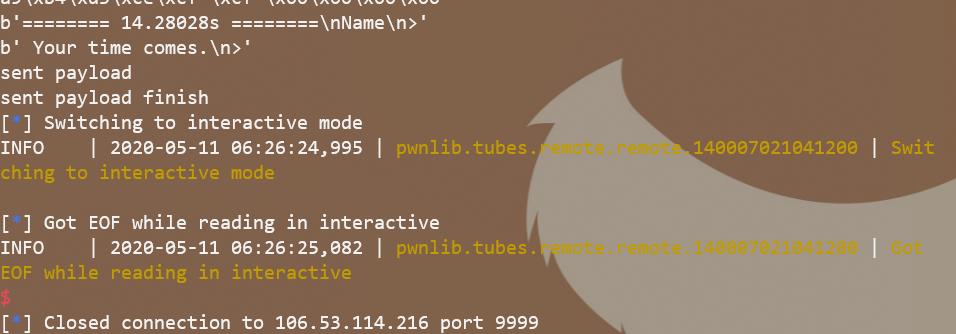 b'======== 14.28028s ========\nName\n>'
b' Your time comes.\n>'
sent payload
sent payload finish
[*] Switching to interactive mode
INFO    | 2020-05-11 06:26:24,995 | pwnlib.tubes.remote.remote.140007021041200 | Swit
ching to interactive mode
[*] Got EOF while reading in interactive
INFO    | 2020-05-11 06:26:25,082 | pwnlib.tubes.remote.remote.140007021041200 | Got
EOF while reading in interactive
$
[*] Closed connection to 106.53.114.216 port 9999